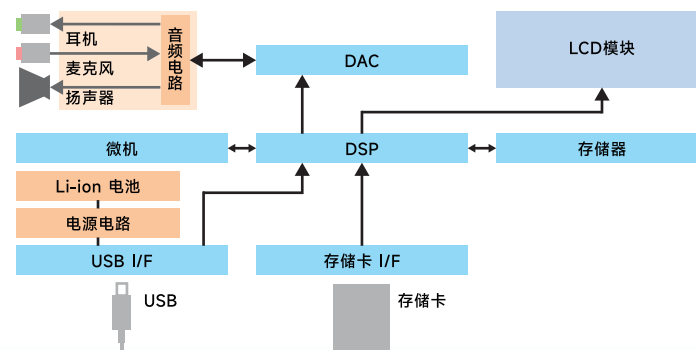 耳机
麦克风
扬声器
音频电路
DAC
LCD模块
微机
DSP
存储器
Li-ion 电池
电源电路
USB I/F
存储卡 I/F
USB
存储卡